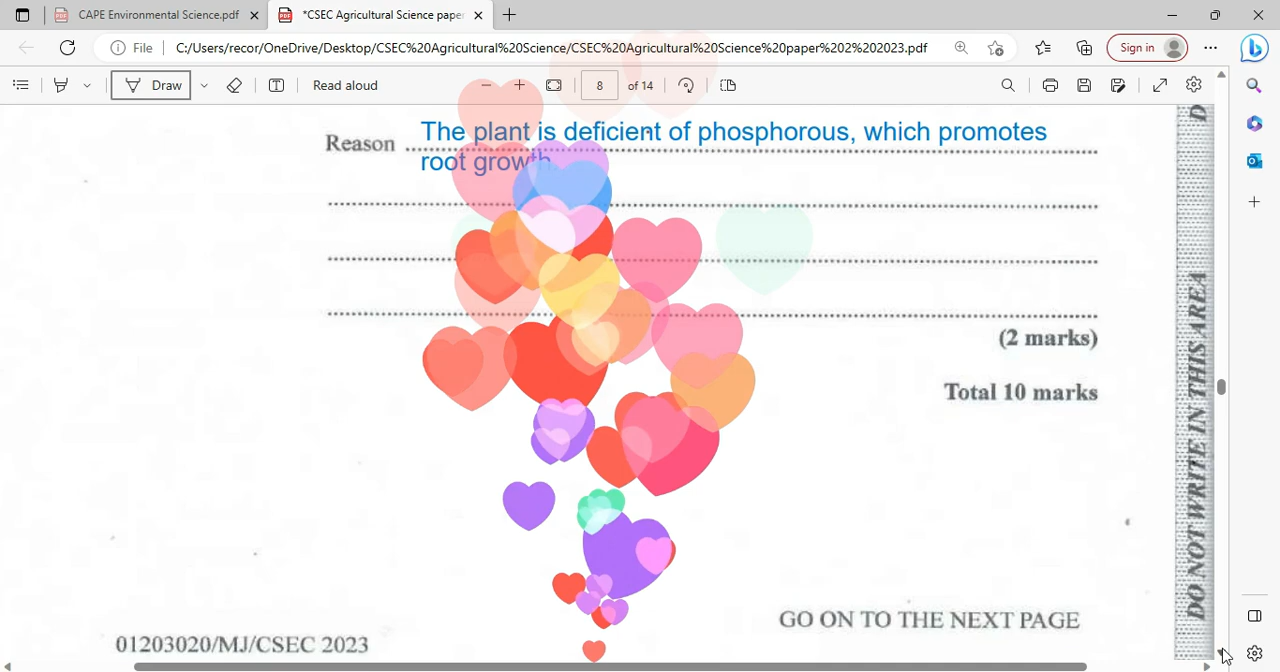 CAPE Environmental Science.pdf
*CSEC Agricultural Science paper
File
C:/Users/recor/OneDrive/Desktop/CSEC%20Agricultural%20Science/CSEC%20Agricultural%20science%20paper%202%202023.pdf
Sign in
Draw
Read aloud
8 of 14
Reason The plant is deficient of phosphorous, which promotes
root growth.
(2 marks)
Total 10 marks
GO ON TO THE NEXT PAGE
01203020/MJ/CSEC 2023
DO NOT WRITE IN THIS AREA
D